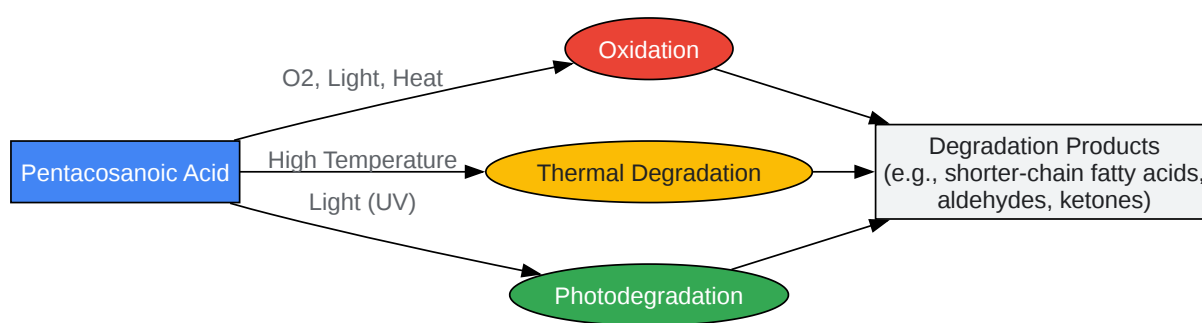 Oxidation
O2, Light, Heat
Pentacosanoic Acid
High Temperature
Thermal Degradation
Degradation Products
(e.g., shorter-chain fatty acids,
aldehydes, ketones)
Light (UV)
Photodegradation